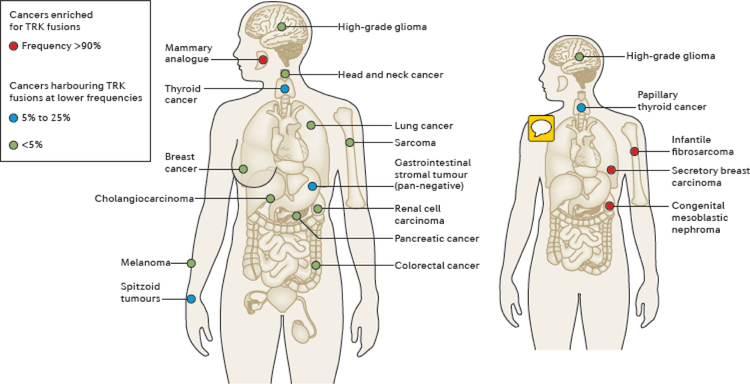 Cancers enriched
for TRK fusions
Frequency >90%
Cancers harbouring TRK
fusions at lower frequencies
5% to 25%
<5%
High-grade glioma
Mammary
analogue
Head and neck cancer
Thyroid
cancer
Lung cancer
Sarcoma
Breast
cancer
Gastrointestinal
stromal tumour
(pan-negative)
Cholangiocarcinoma
Renal cell
carcinoma
Pancreatic cancer
Melanoma
Colorectal cancer
Spitzoid
tumours
High-grade glioma
Papillary
thyroid cancer
Infantile
fibrosarcoma
Secretory breast
carcinoma
Congenital
mesoblastic
nephroma